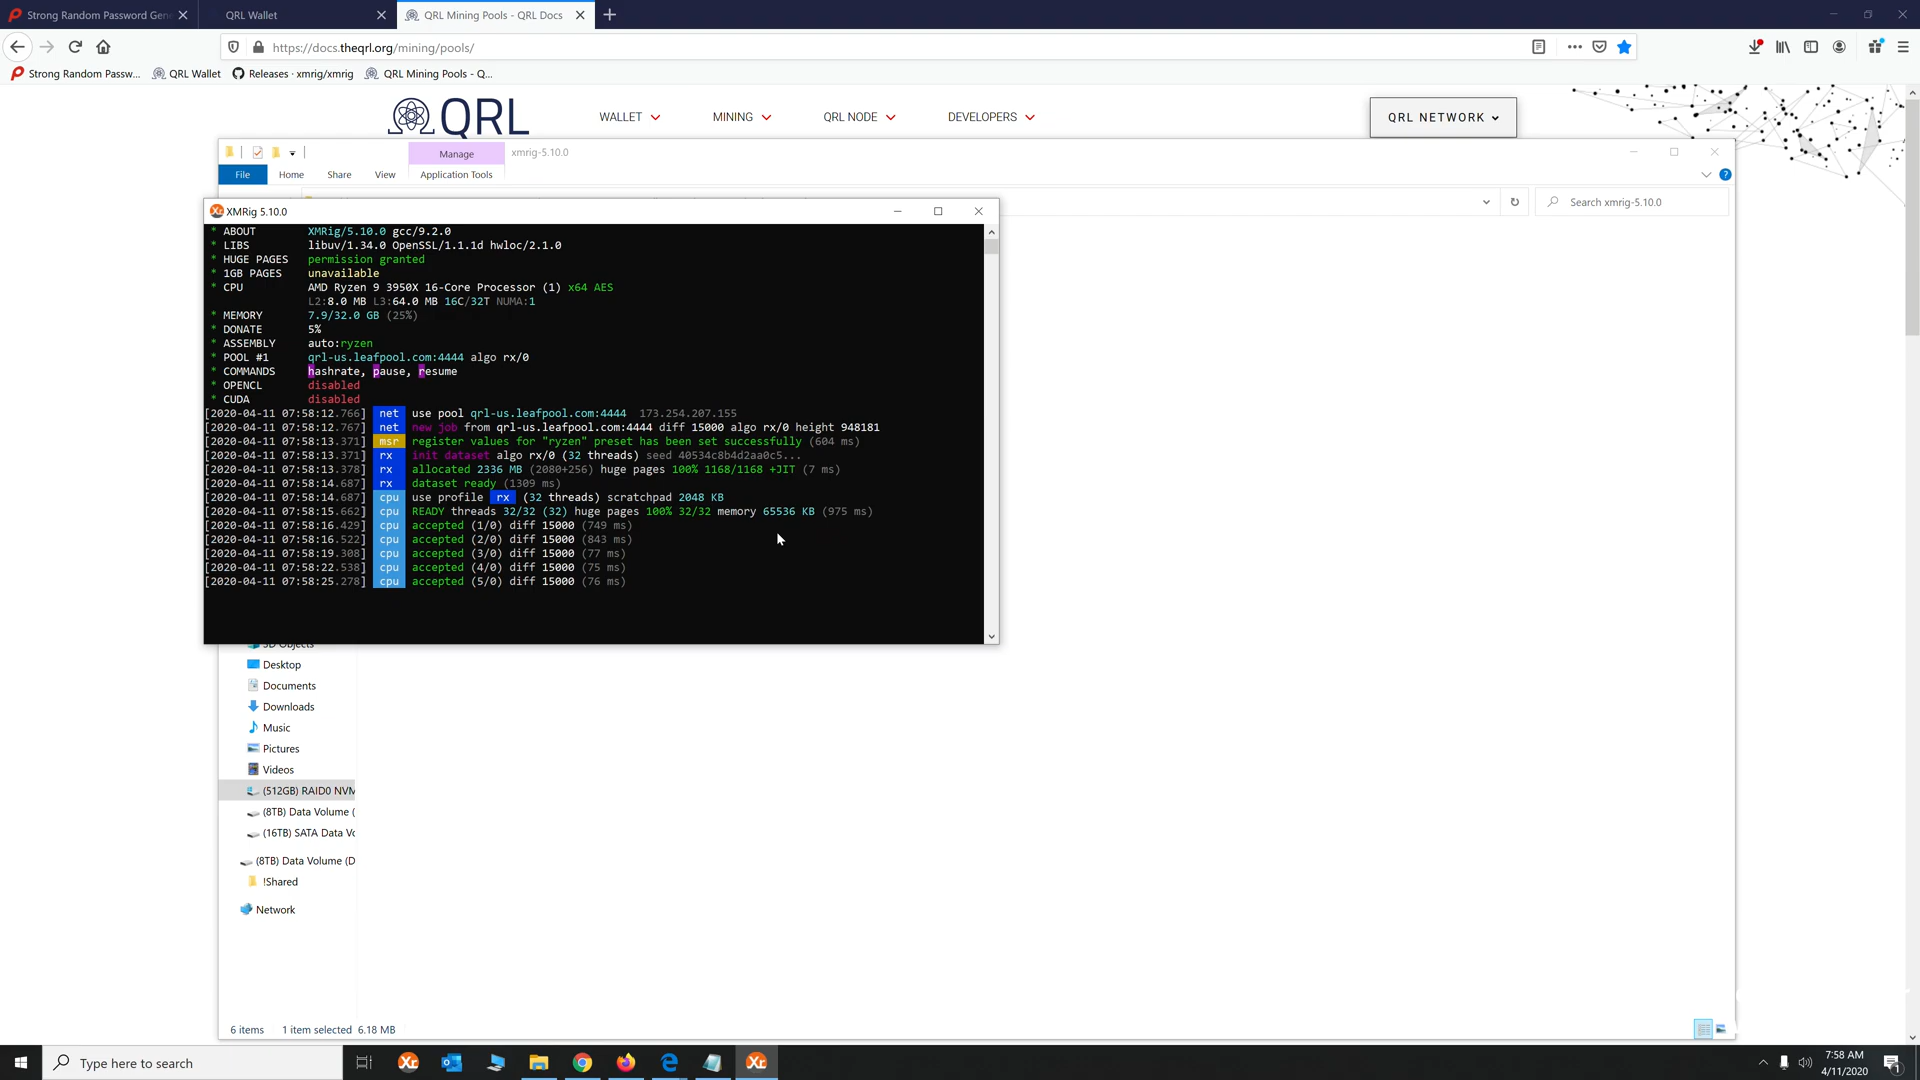 Strong Random Password Gen
QRL Wallet
QRL Mining Pools - QRL Docs
https://docs.theqrl.org/mining/pools/
Strong Random Passw...
QRL Wallet
Releases · xmrig/xmrig
QRL Mining Pools - Q...
QRL
WALLET
MINING
QRL NODE
DEVELOPERS
QRL NETWORK
Manage
xmrig-5.10.0
File
Home
Share
View
Application Tools
Search xmrig-5.10.0
XMRig 5.10.0
* ABOUT XMRig/5.10.0 gcc/9.2.0
* LIBS libuv/1.34.0 OpenSSL/1.1.1d hwloc/2.1.0
* HUGE PAGES permission granted
* 1GB PAGES unavailable
* CPU AMD Ryzen 9 3950X 16-Core Processor (1) x64 AES
L2:8.0 MB L3:64.0 MB 16C/32T NUMA:1
* MEMORY 7.9/32.0 GB (25%)
* DONATE 5%
* ASSEMBLY auto:ryzen
* POOL #1 qrl-us.leafpool.com:4444 algo rx/0
* COMMANDS hashrate, pause, resume
* OPENCL disabled
* CUDA disabled
[2020-04-11 07:58:12.766] net use pool qrl-us.leafpool.com:4444 173.254.207.155
[2020-04-11 07:58:12.767] net new job from qrl-us.leafpool.com:4444 diff 15000 algo rx/0 height 948181
[2020-04-11 07:58:13.371] msr register values for "ryzen" preset has been set successfully (604 ms)
[2020-04-11 07:58:13.371] rx init dataset algo rx/0 (32 threads) seed 40534c8b4d2aa0c5...
[2020-04-11 07:58:13.378] rx allocated 2336 MB (2080+256) huge pages 100% 1168/1168 +JIT (7 ms)
[2020-04-11 07:58:14.687] rx dataset ready (1309 ms)
[2020-04-11 07:58:14.687] cpu use profile rx (32 threads) scratchpad 2048 KB
[2020-04-11 07:58:15.662] cpu READY threads 32/32 (32) huge pages 100% 32/32 memory 65536 KB (975 ms)
[2020-04-11 07:58:16.429] cpu accepted (1/0) diff 15000 (749 ms)
[2020-04-11 07:58:16.522] cpu accepted (2/0) diff 15000 (843 ms)
[2020-04-11 07:58:19.308] cpu accepted (3/0) diff 15000 (77 ms)
[2020-04-11 07:58:22.538] cpu accepted (4/0) diff 15000 (75 ms)
[2020-04-11 07:58:25.278] cpu accepted (5/0) diff 15000 (76 ms)
3D Objects
Desktop
Documents
Downloads
Music
Pictures
Videos
(512GB) RAID0 NVM
(8TB) Data Volume (
(16TB) SATA Data Vo
(8TB) Data Volume (D
!Shared
Network
6 items
1 item selected 6.18 MB
Type here to search
7:58 AM
4/11/2020
1